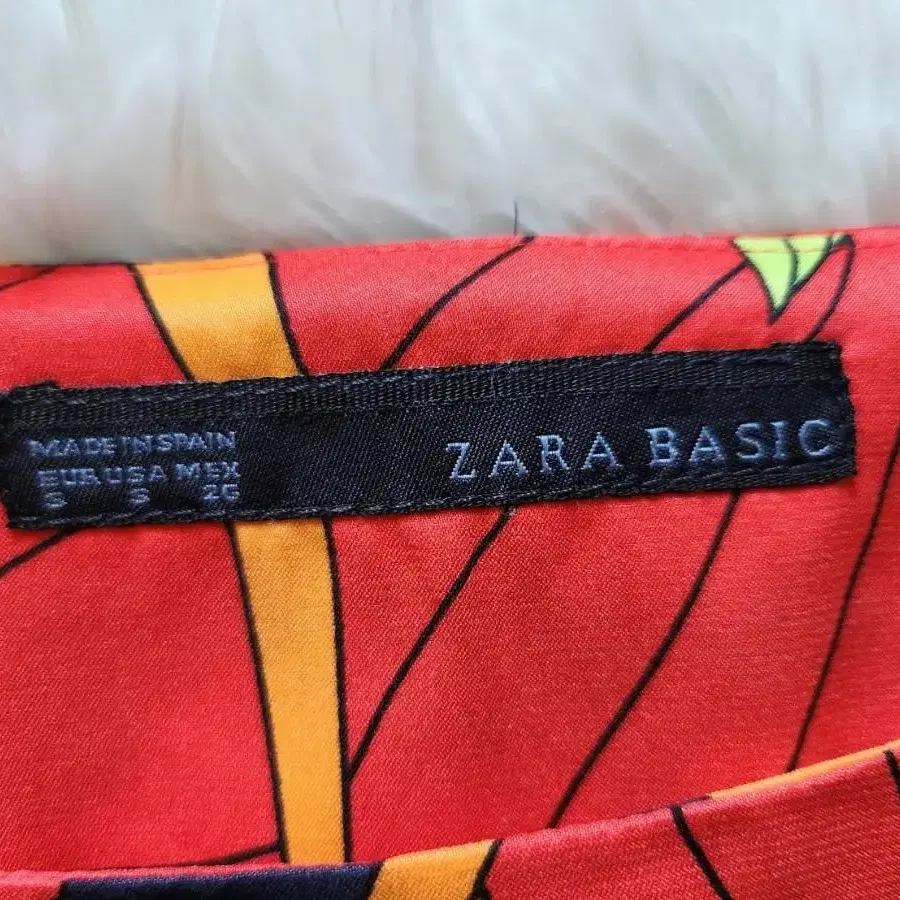 MADE IN SPAIN
EUR USA MEX
S S 26
ZARA BASIC